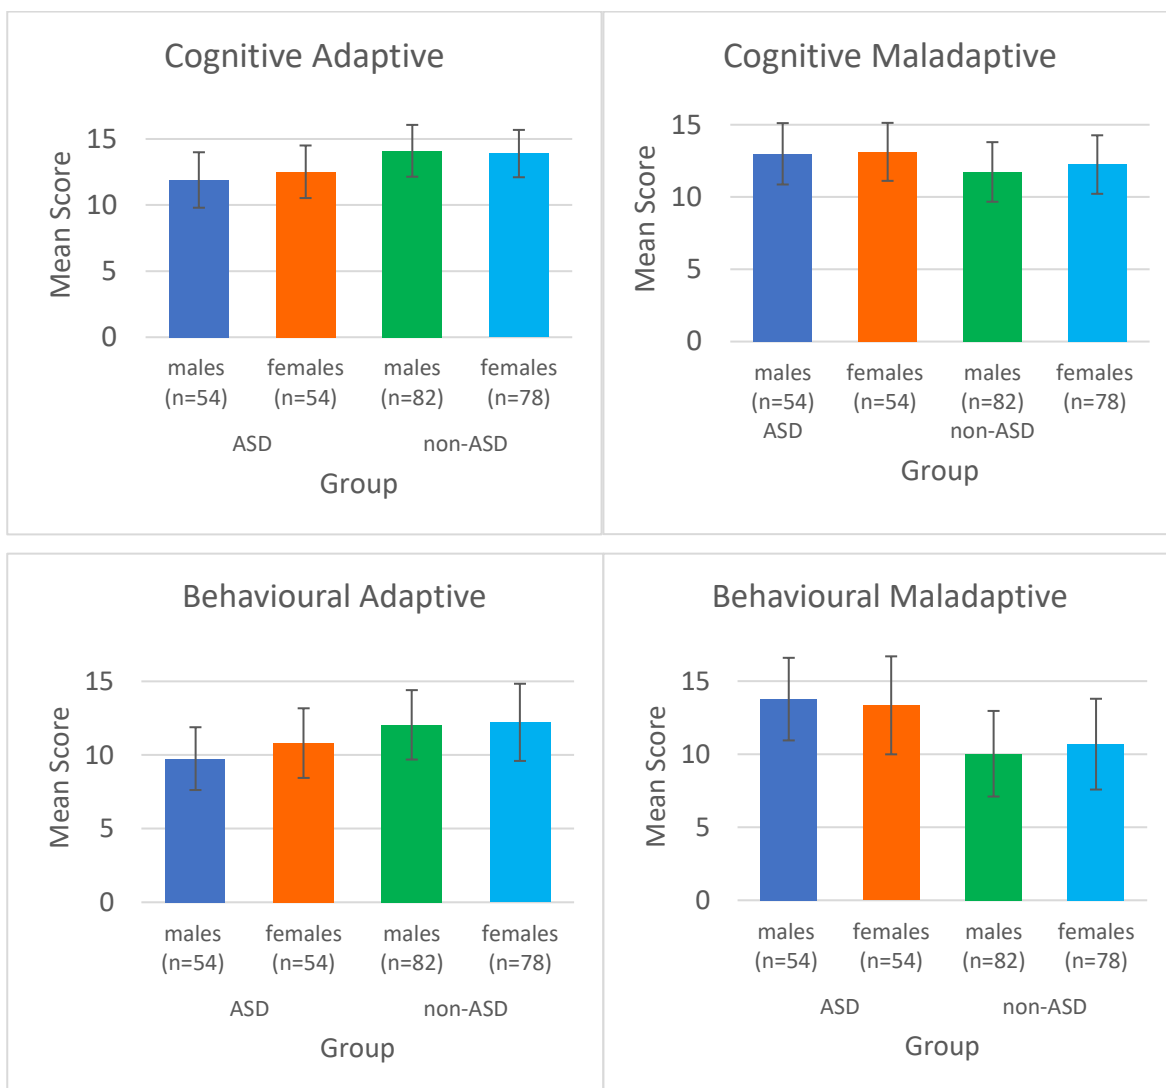 Cognitive Adaptive
Mean Score
15
10
5
0
males females males females
(n=54) (n=54) (n=82) (n=78)
ASD non-ASD
Group
Cognitive Maladaptive
Mean Score
15
10
5
0
males females males females
(n=54) (n=54) (n=82) (n=78)
ASD non-ASD
Group
Behavioural Adaptive
Mean Score
15
10
5
0
males females males females
(n=54) (n=54) (n=82) (n=78)
ASD non-ASD
Group
Behavioural Maladaptive
Mean Score
15
10
5
0
males females males females
(n=54) (n=54) (n=82) (n=78)
ASD non-ASD
Group